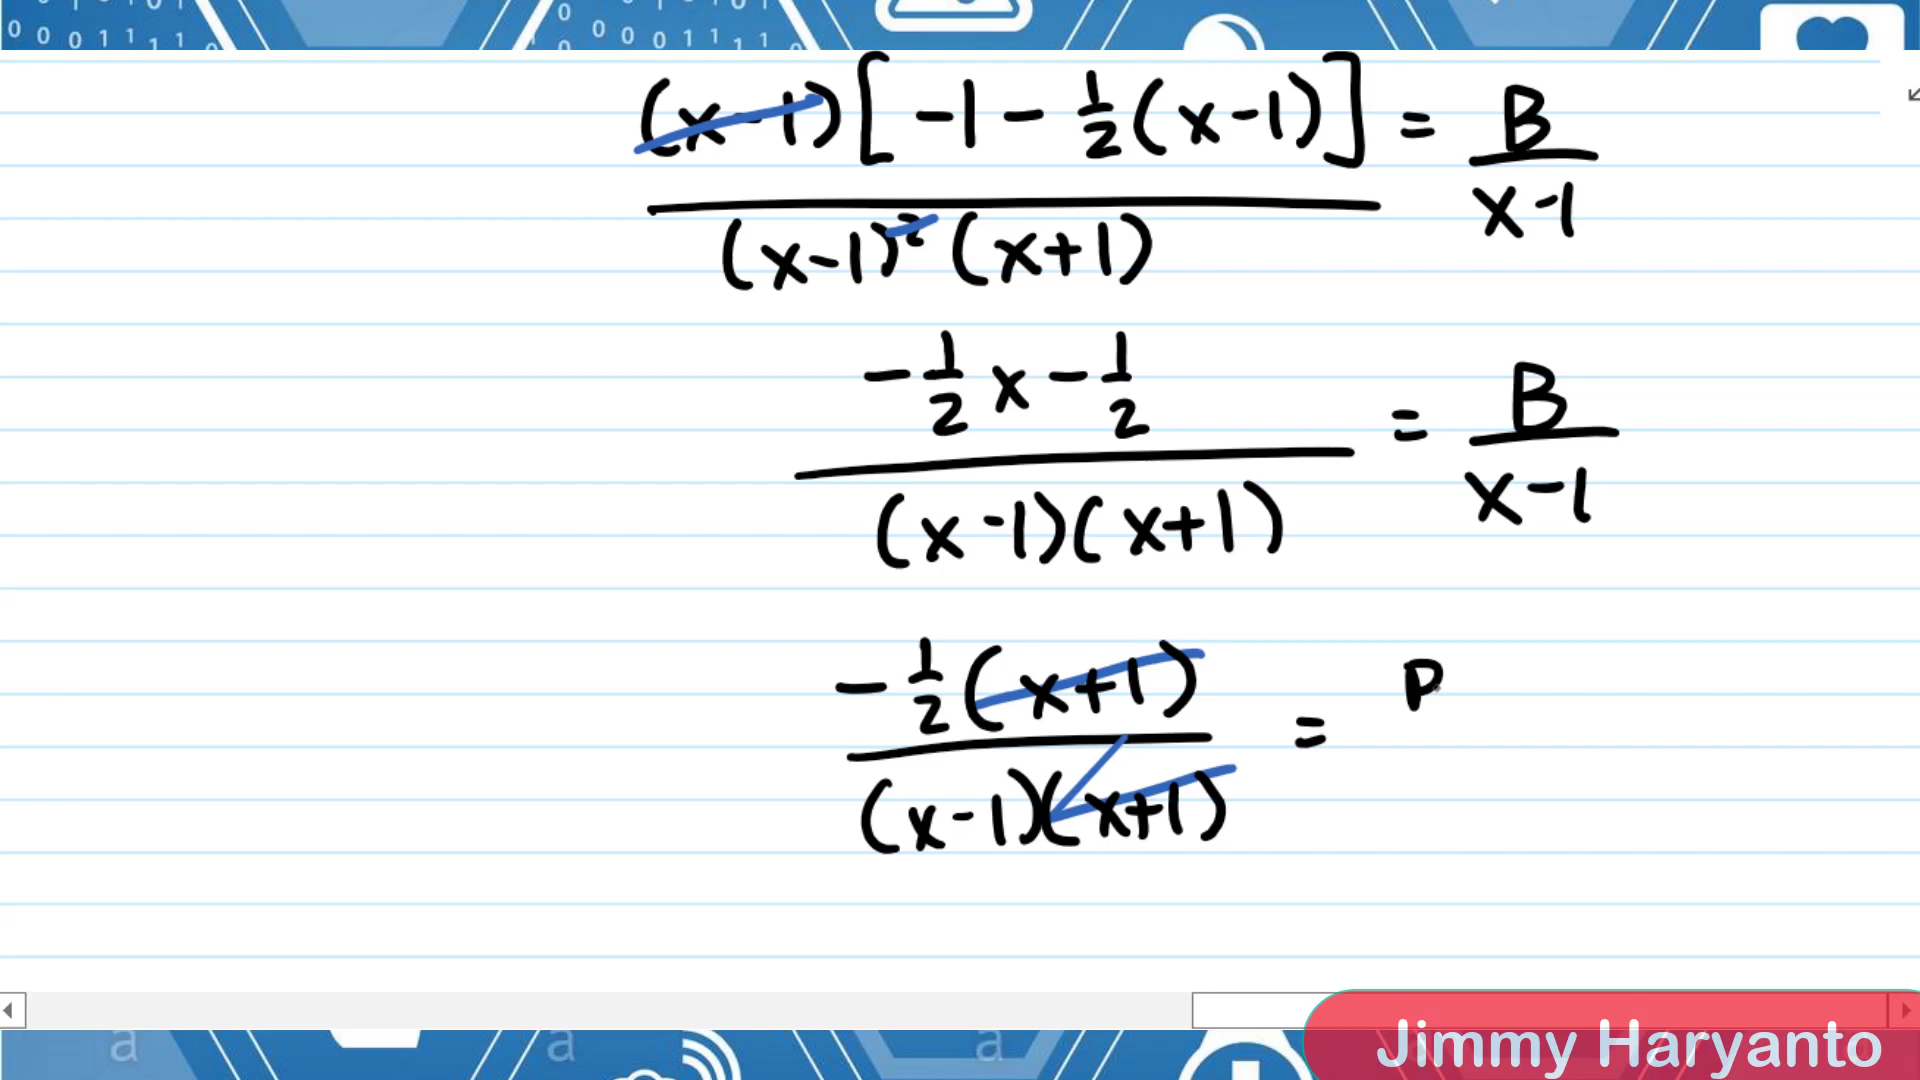 (x-1)[-1-½(x-1)] / (x-1)²(x+1) = B / x-1
-½x-½ / (x-1)(x+1) = B / x-1
-½(x+1) / (x-1)(x+1) =
Jimmy Haryanto